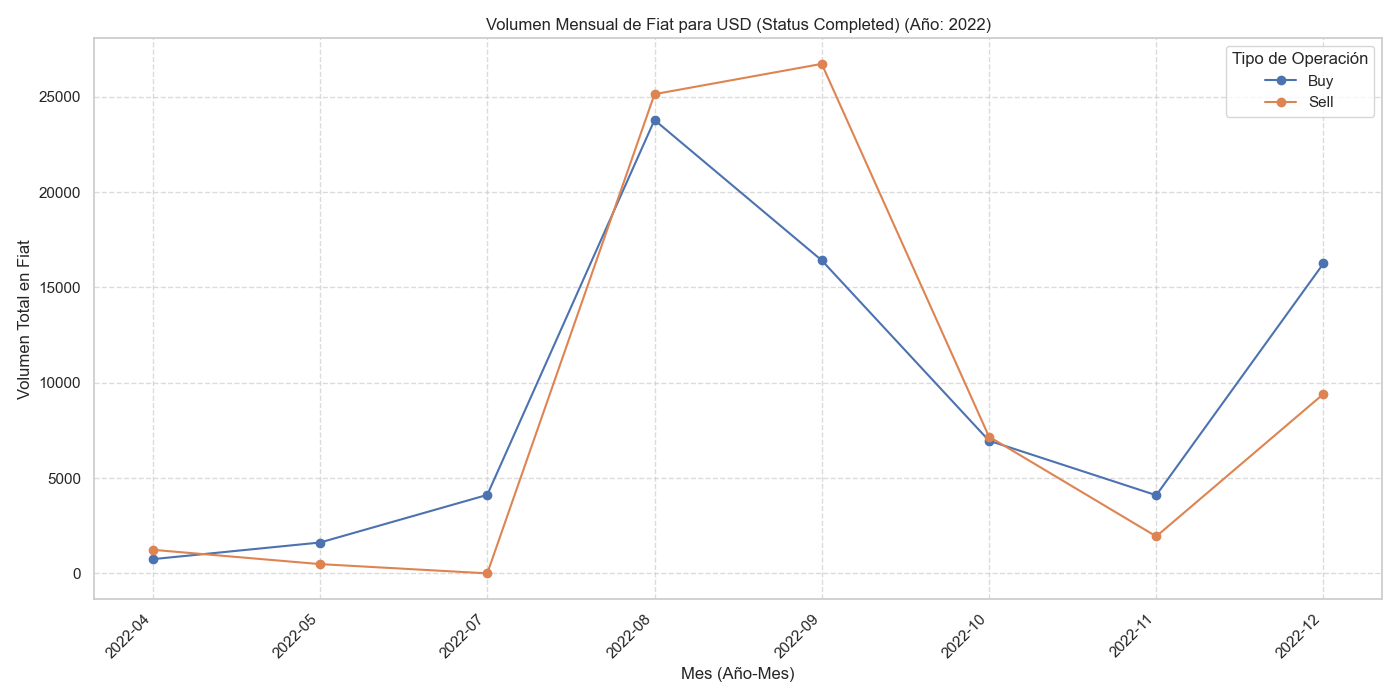 Volumen Mensual de Fiat para USD (Status Completed) (Año: 2022)
Tipo de Operación
Buy
Sell
Volumen Total en Fiat
25000
20000
15000
10000
5000
0
2022-04
2022-05
2022-07
2022-08
2022-09
2022-10
2022-11
2022-12
Mes (Año-Mes)